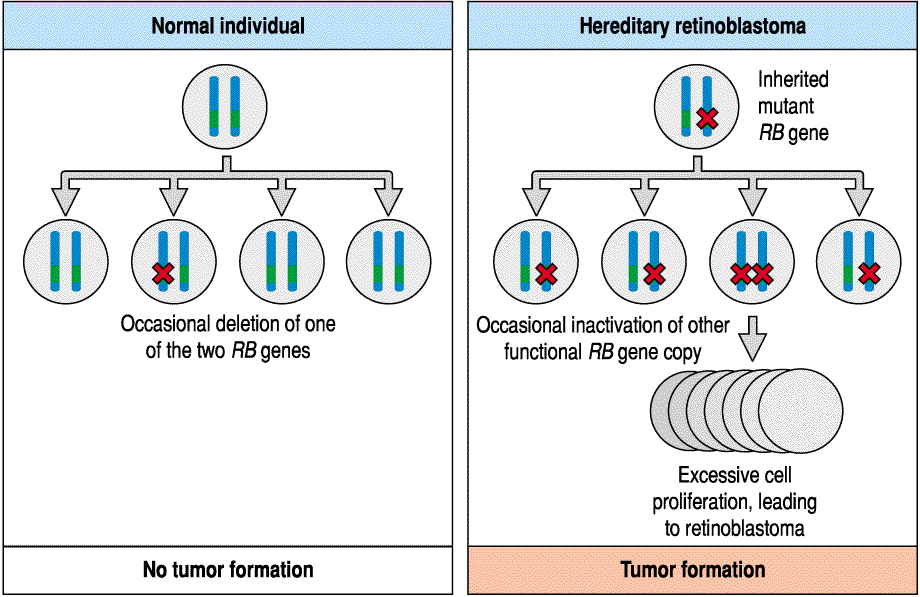 Normal individual
Occasional deletion of one
of the two RB genes
No tumor formation
Hereditary retinoblastoma
Inherited
mutant
RB gene
Occasional inactivation of other
functional RB gene copy
Excessive cell
proliferation, leading
to retinoblastoma
Tumor formation